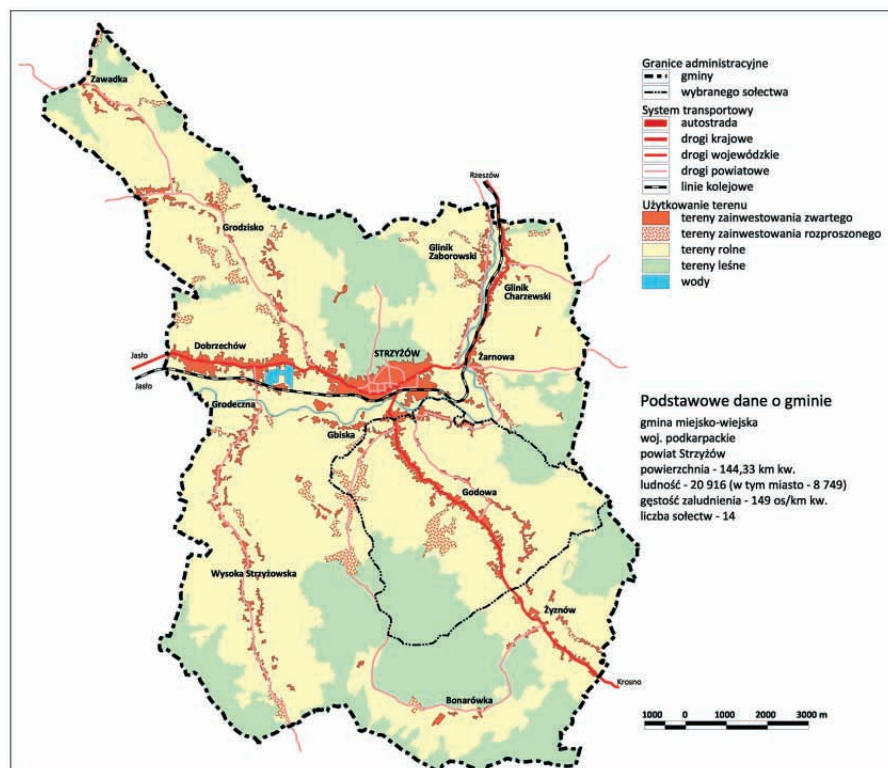 Zawadka
Grodzisko
Rzeszów
Glinik
Zaborowski
Glinik
Charzewski
Dobrzechów
STRZYŻÓW
Żarnowa
Jasło
Jasło
Grodeczna
Gbiska
Godowa
Wysoka Strzyżowska
Żyznów
Bonarówka
Krosno
Granice administracyjne
gminy
wybranego sołectwa
System transportowy
autostrada
drogi krajowe
drogi wojewódzkie
drogi powiatowe
linie kolejowe
Użytkowanie terenu
tereny zainwestowania zwartego
tereny zainwestowania rozproszonego
tereny rolne
tereny leśne
wody
Podstawowe dane o gminie
gmina miejsko-wiejska
woj. podkarpackie
powiat Strzyżów
powierzchnia - 144,33 km kw.
ludność - 20 916 (w tym miasto - 8 749)
gęstość zaludnienia - 149 os/km kw.
liczba sołectw - 14
1000 0 1000 2000 3000 m